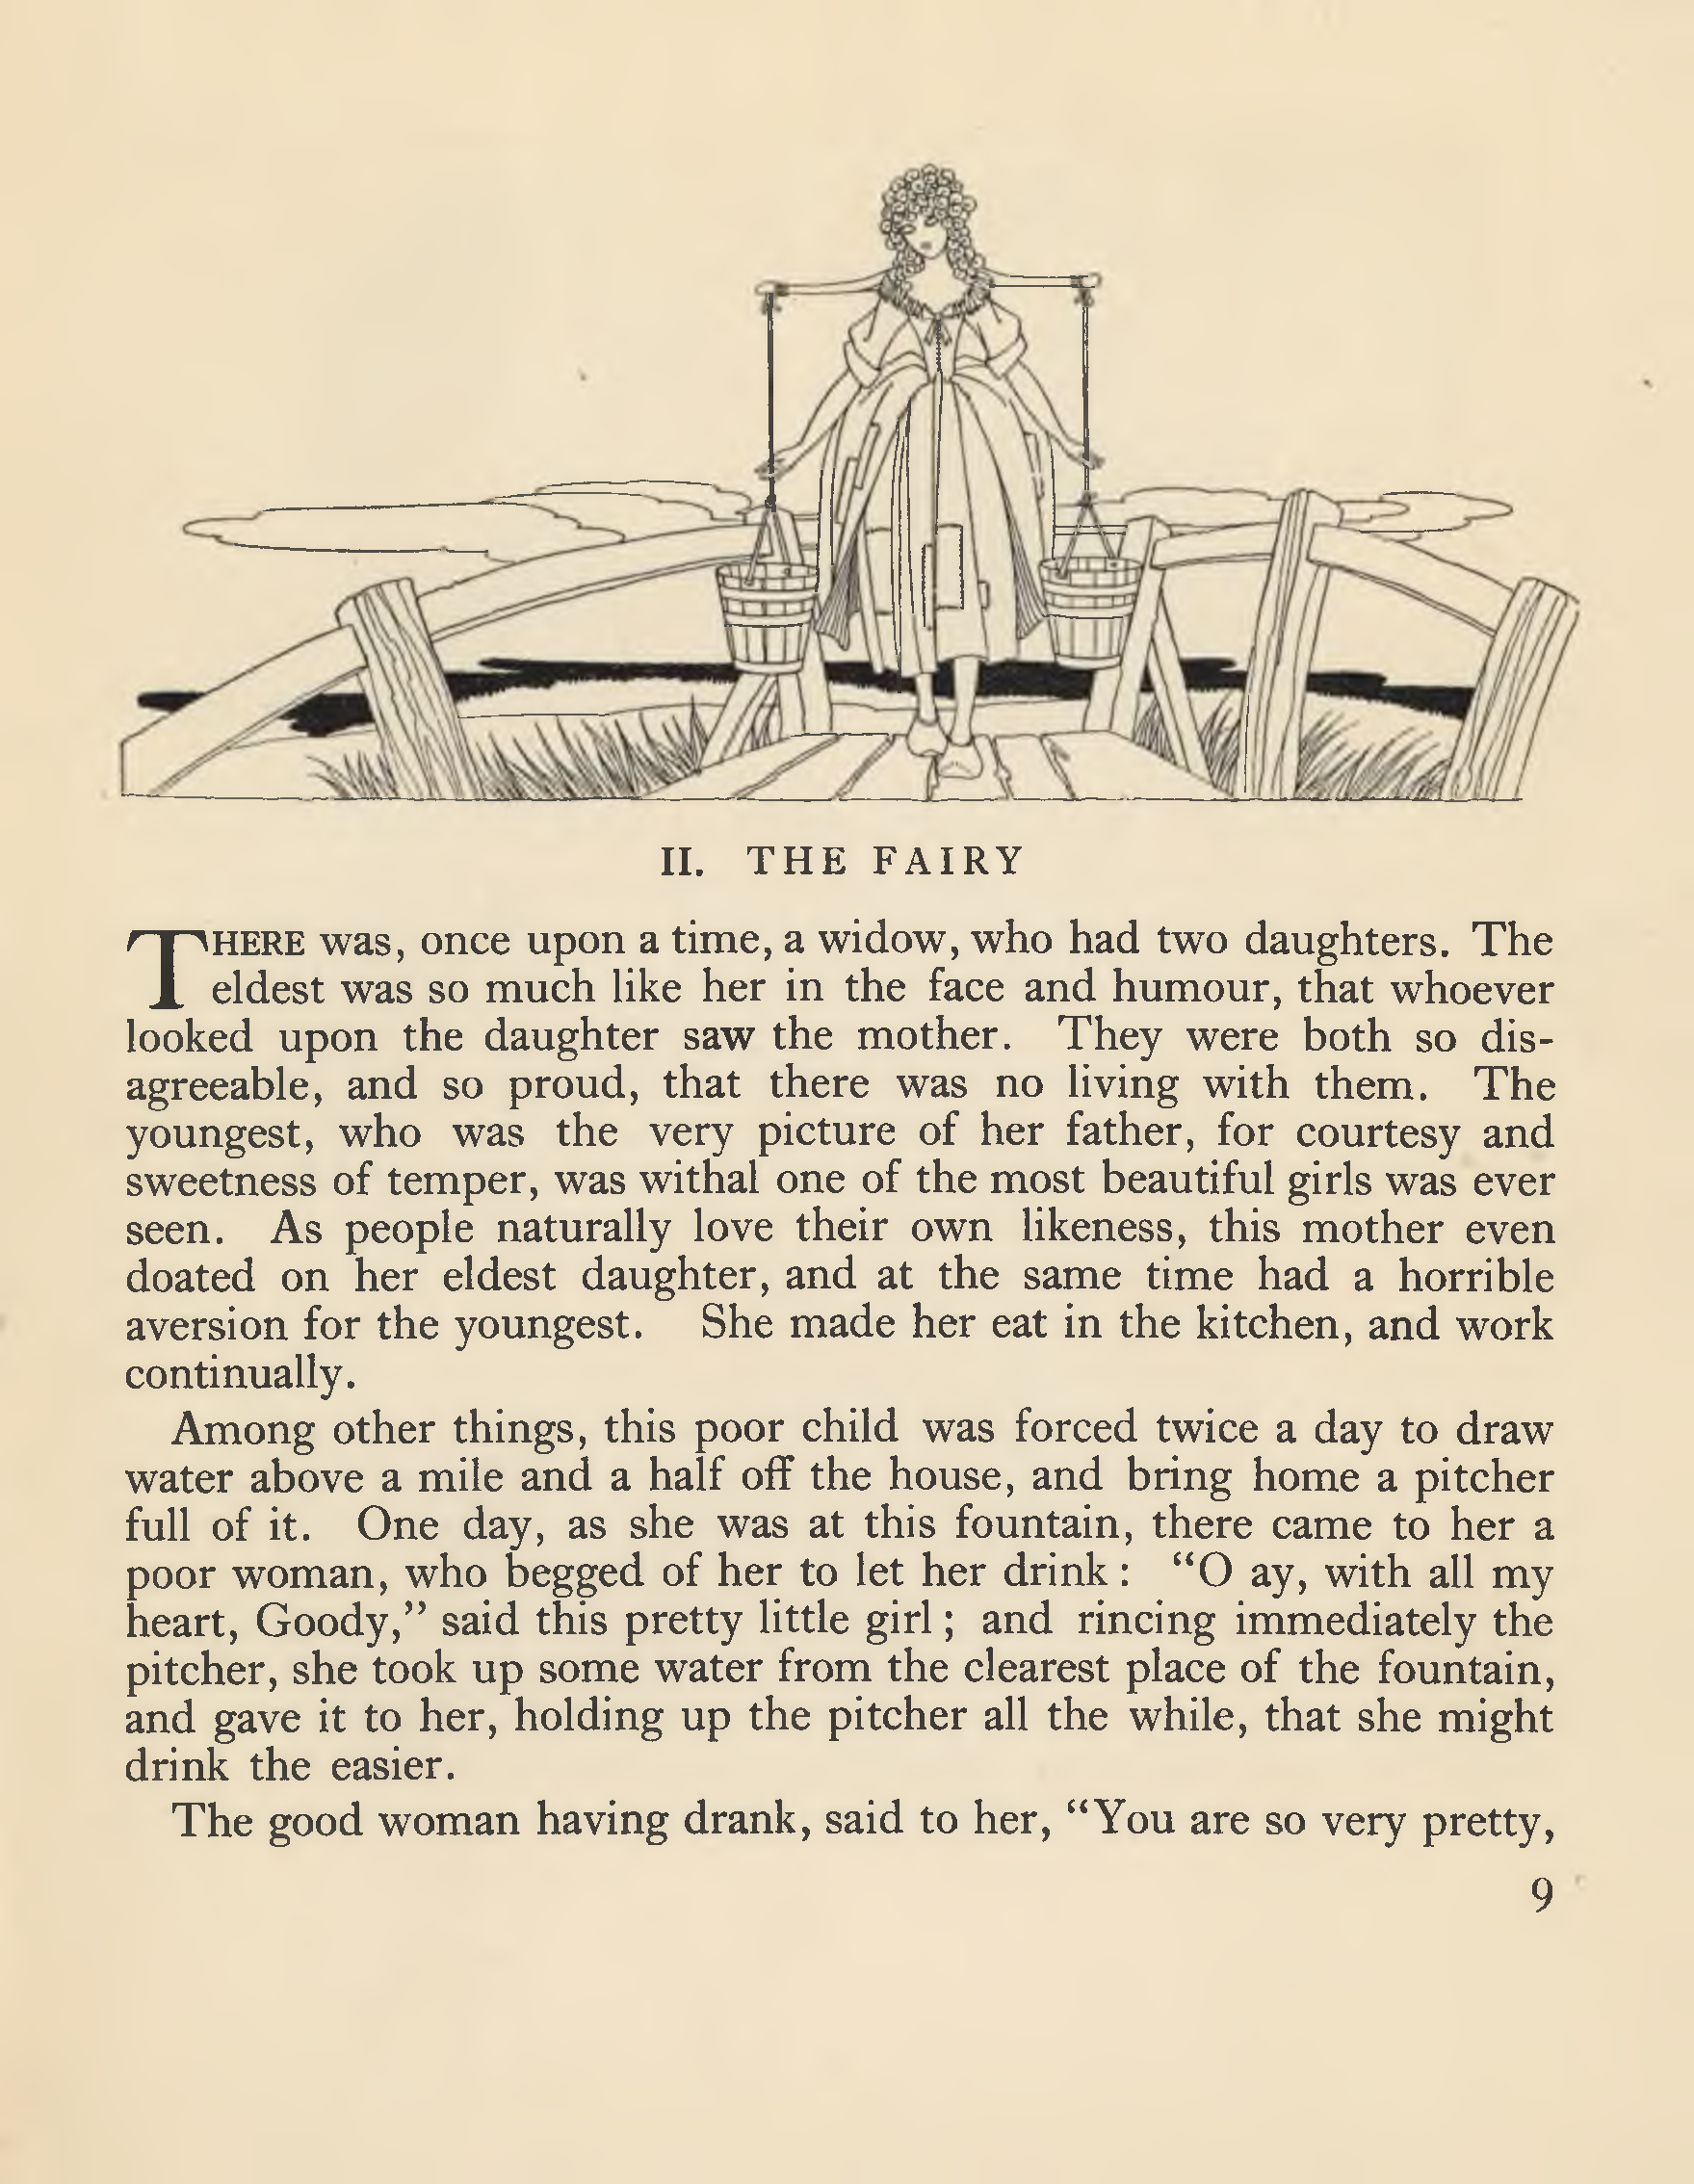 II. THE FAIRY
THERE was, once upon a time, a widow, who had two daughters. The
eldest was so much like her in the face and humour, that whoever
looked upon the daughter saw the mother. They were both so dis-
agreeable, and so proud, that there was no living with them. The
youngest, who was the very picture of her father, for courtesy and
sweetness of temper, was withal one of the most beautiful girls was ever
seen. As people naturally love their own likeness, this mother even
doated on her eldest daughter, and at the same time had a horrible
aversion for the youngest. She made her eat in the kitchen, and work
continually.
Among other things, this poor child was forced twice a day to draw
water above a mile and a half off the house, and bring home a pitcher
full of it. One day, as she was at this fountain, there came to her a
poor woman, who begged of her to let her drink : “O ay, with all my
heart, Goody,” said this pretty little girl ; and rincing immediately the
pitcher, she took up some water from the clearest place of the fountain,
and gave it to her, holding up the pitcher all the while, that she might
drink the easier.
The good woman having drank, said to her, “You are so very pretty,
9